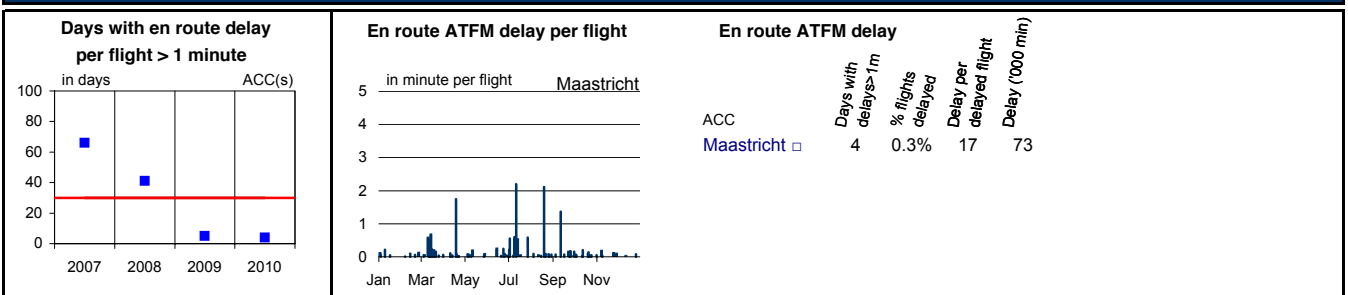 Days with en route delay
per flight > 1 minute
in days
ACC(s)
100
80
60
40
20
0
2007 2008 2009 2010
En route ATFM delay per flight
in minute per flight
Maastricht
5
4
3
2
1
0
Jan Mar May Jul Sep Nov
En route ATFM delay
ACC
Days with
delays>1m
% flights
delayed
Delay per
delayed flight
Delay ('000 min)
Maastricht □ 4 0.3% 17 73